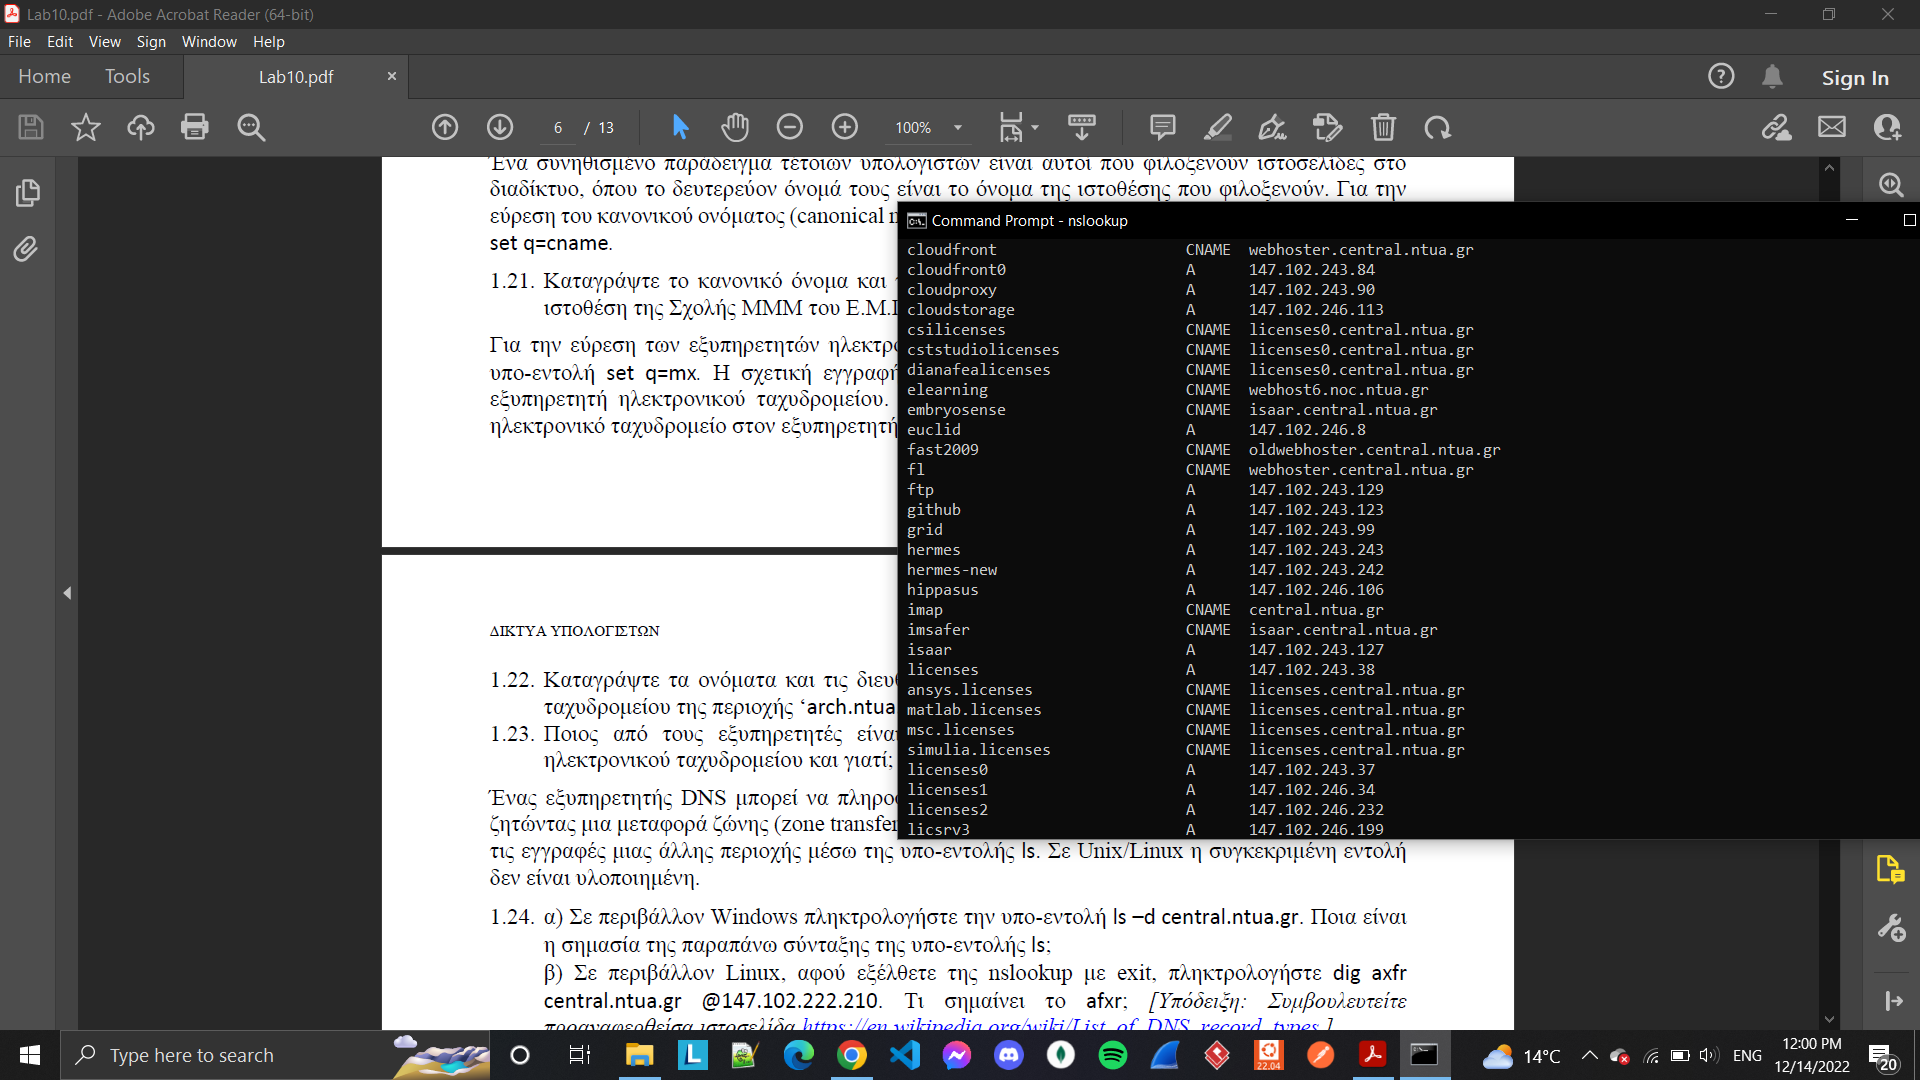 Lab10.pdf - Adobe Acrobat Reader (64-bit)
File Edit View Sign Window Help
Home Tools Lab10.pdf × Sign In
6 / 13 100%
Ένα συνηθισμένο παράδειγμα τέτοιων υπολογιστών είναι αυτοί που φιλοξενούν ιστοσελίδες στο
διαδίκτυο, όπου το δευτερεύον όνομά τους είναι το όνομα της ιστοθέσης που φιλοξενούν. Για την
εύρεση του κανονικού ονόματος (canonical
set q=cname.
1.21. Καταγράψτε το κανονικό όνομα και
ιστοθέση της Σχολής ΜΜΜ του Ε.Μ.
Για την εύρεση των εξυπηρετητών
υπο-εντολή set q=mx. Η σχετική
εξυπηρετητή ηλεκτρονικού ταχυδρομείου.
ηλεκτρονικό ταχυδρομείο στον
ΔΙΚΤΥΑ ΥΠΟΛΟΓΙΣΤΩΝ
1.22. Καταγράψτε τα ονόματα και τις
ταχυδρομείου της περιοχής ‘arch.ntua
1.23. Ποιος από τους εξυπηρετητές
ηλεκτρονικού ταχυδρομείου και γιατί;
Ένας εξυπηρετητής DNS μπορεί να
ζητώντας μια μεταφορά ζώνης (zone transfer
τις εγγραφές μιας άλλης περιοχής μέσω της υπο-εντολής ls. Σε Unix/Linux η συγκεκριμένη εντολή
δεν είναι υλοποιημένη.
1.24. α) Σε περιβάλλον Windows πληκτρολογήστε την υπο-εντολή ls –d central.ntua.gr. Ποια είναι
η σημασία της παραπάνω σύνταξης της υπο-εντολής ls;
β) Σε περιβάλλον Linux, αφού εξέλθετε της nslookup με exit, πληκτρολογήστε dig axfr
central.ntua.gr @147.102.222.210. Τι σημαίνει το afxr; [Υπόδειξη: Συμβουλευτείτε
προαναφερθείσα ιστοσελίδα https://en.wikipedia.org/wiki/List_of_DNS_record_types ]
Command Prompt - nslookup
cloudfront CNAME webhoster.central.ntua.gr
cloudfront0 A 147.102.243.84
cloudproxy A 147.102.243.90
cloudstorage A 147.102.246.113
csilicenses CNAME licenses0.central.ntua.gr
cststudiolicenses CNAME licenses0.central.ntua.gr
dianafealicenses CNAME licenses0.central.ntua.gr
elearning CNAME webhost6.noc.ntua.gr
embryosense CNAME isaar.central.ntua.gr
euclid A 147.102.246.8
fast2009 CNAME oldwebhoster.central.ntua.gr
fl CNAME webhoster.central.ntua.gr
ftp A 147.102.243.129
github A 147.102.243.123
grid A 147.102.243.99
hermes A 147.102.243.243
hermes-new A 147.102.243.242
hippasus A 147.102.246.106
imap CNAME central.ntua.gr
imsafer CNAME isaar.central.ntua.gr
isaar A 147.102.243.127
licenses A 147.102.243.38
ansys.licenses CNAME licenses.central.ntua.gr
matlab.licenses CNAME licenses.central.ntua.gr
msc.licenses CNAME licenses.central.ntua.gr
simulia.licenses CNAME licenses.central.ntua.gr
licenses0 A 147.102.243.37
licenses1 A 147.102.246.34
licenses2 A 147.102.246.232
licsrv3 A 147.102.246.199
Type here to search
22.04
14°C
ENG
12:00 PM
12/14/2022
20